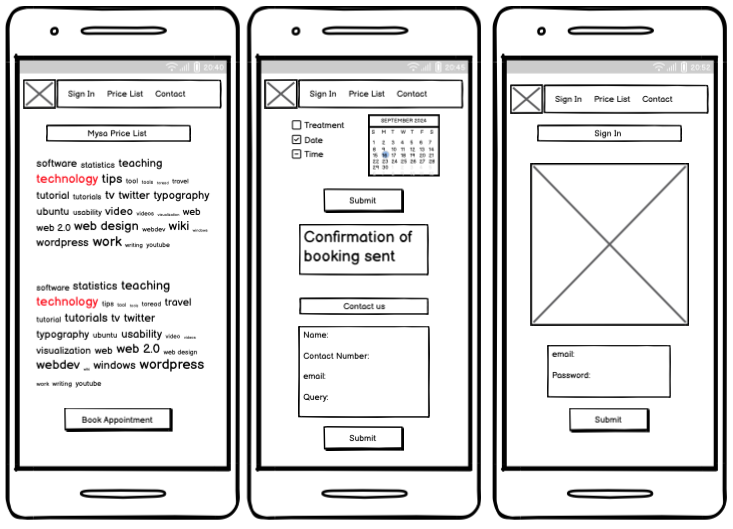 20:40
Sign In Price List Contact
Mysa Price List
software statistics teaching
technology tips tool tools toread travel
tutorial tutorials tv twitter typography
ubuntu usability video videos visualization web
web 2.0 web design webdev wiki windows
wordpress work writing youtube
software statistics teaching
technology tips tool tools toread travel
tutorial tutorials tv twitter
typography ubuntu usability video videos
visualization web web 2.0 web design
webdev wiki windows wordpress
work writing youtube
Book Appointment
20:45
Sign In Price List Contact
Treatment
Date
Time
SEPTEMBER 2024
S M T W T F S
1 2 3 4 5 6 7
8 9 10 11 12 13 14
15 16 17 18 19 20 21
22 23 24 25 26 27 28
29 30
Submit
Confirmation of
booking sent
Contact us
Name:
Contact Number:
email:
Query:
Submit
20:52
Sign In Price List Contact
Sign In
email:
Password:
Submit